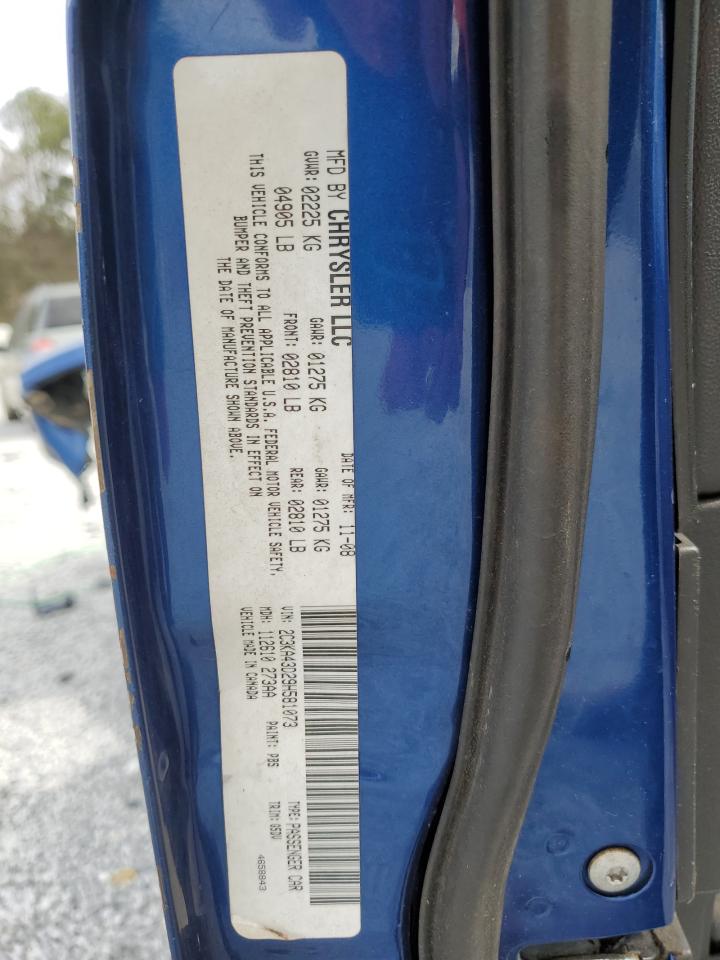 MFD BY CHRYSLER LLC
DATE OF MFR: 11-08
GVWR: 02225 KG
GAWR: 01275 KG
GAWR: 01275 KG
04905 LB
FRONT: 02810 LB
REAR: 02810 LB
THIS VEHICLE CONFORMS TO ALL APPLICABLE U.S.A. FEDERAL MOTOR VEHICLE SAFETY,
BUMPER AND THEFT PREVENTION STANDARDS IN EFFECT ON
THE DATE OF MANUFACTURE SHOWN ABOVE.
VIN: 2C3KA43D29H581073
TYPE: PASSENGER CAR
MDH: 112610 273AA
PAINT: PBS
TRIM: G5DV
VEHICLE MADE IN CANADA
4658843